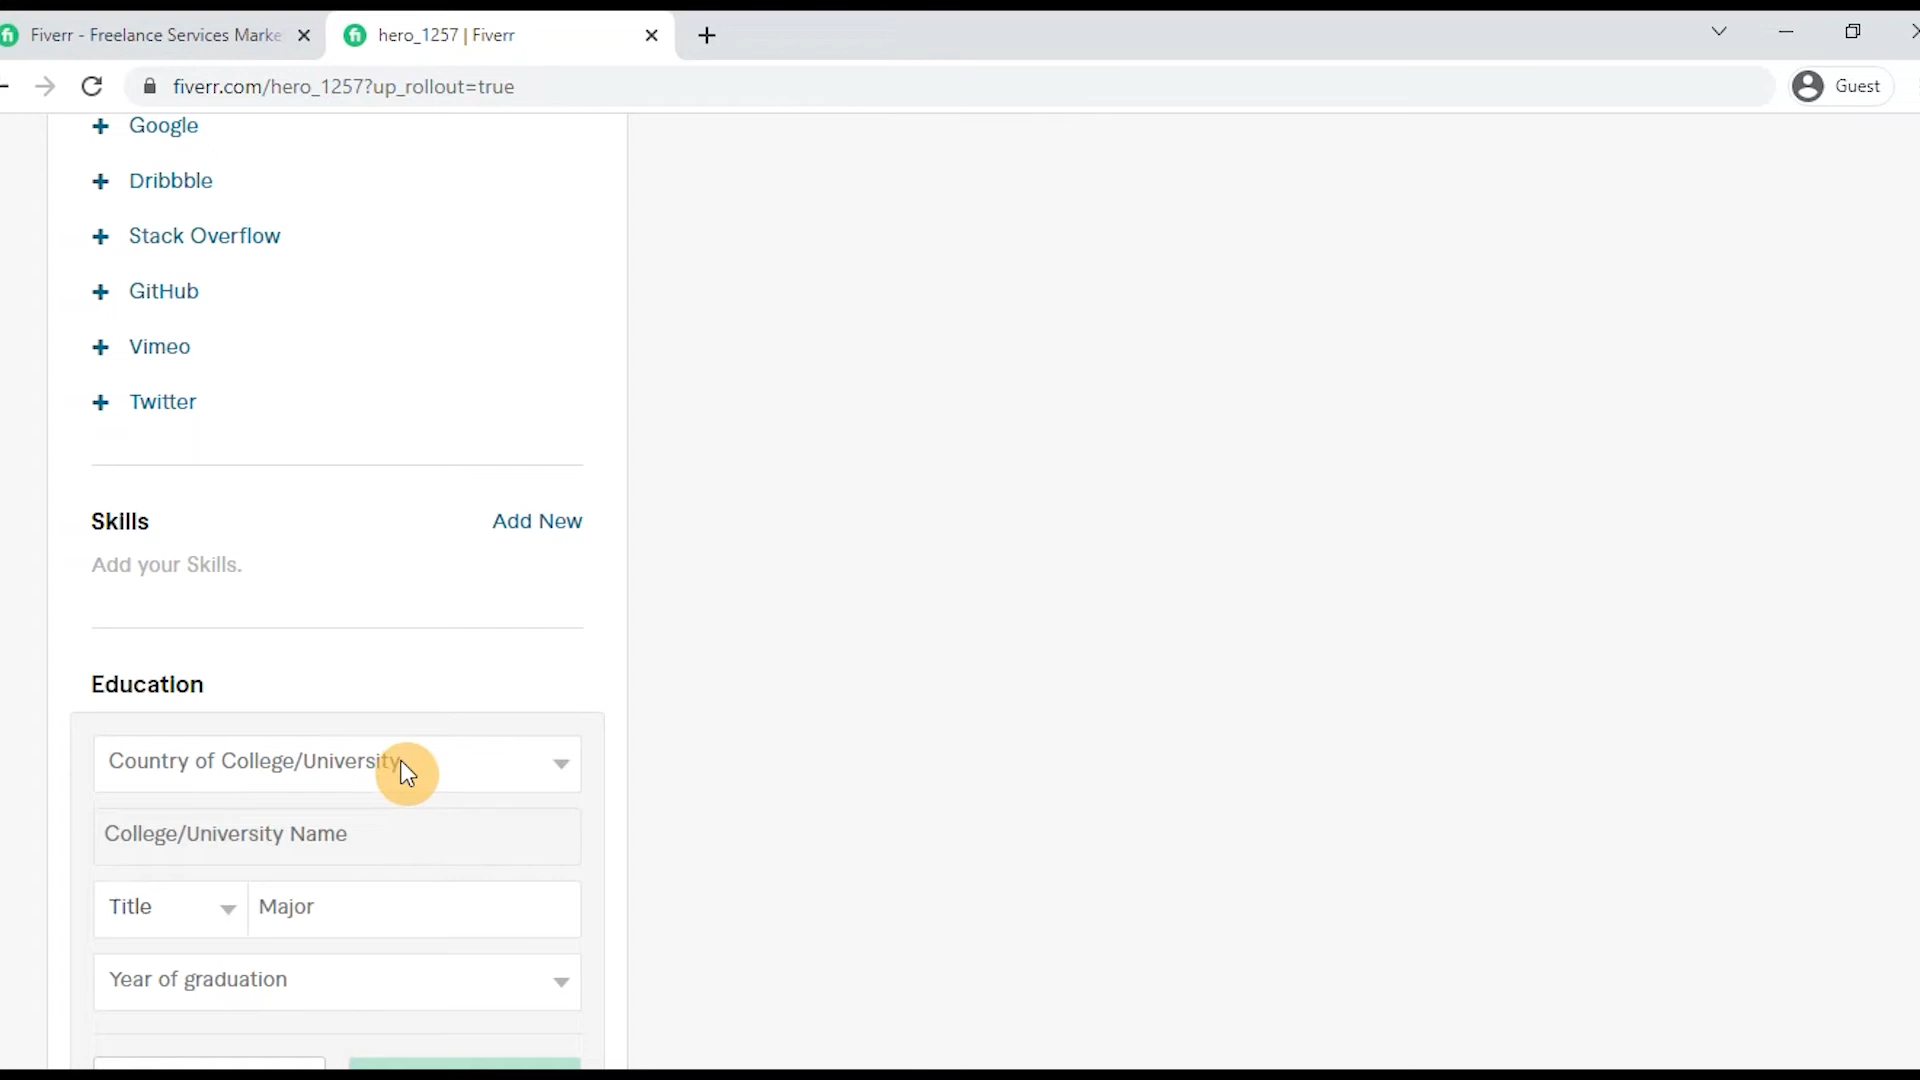 Fiverr - Freelance Services Marke
hero_1257 | Fiverr
fiverr.com/hero_1257?up_rollout=true
Guest
+ Google
+ Dribbble
+ Stack Overflow
+ GitHub
+ Vimeo
+ Twitter
Skills Add New
Add your Skills.
Education
Country of College/University
College/University Name
Title Major
Year of graduation